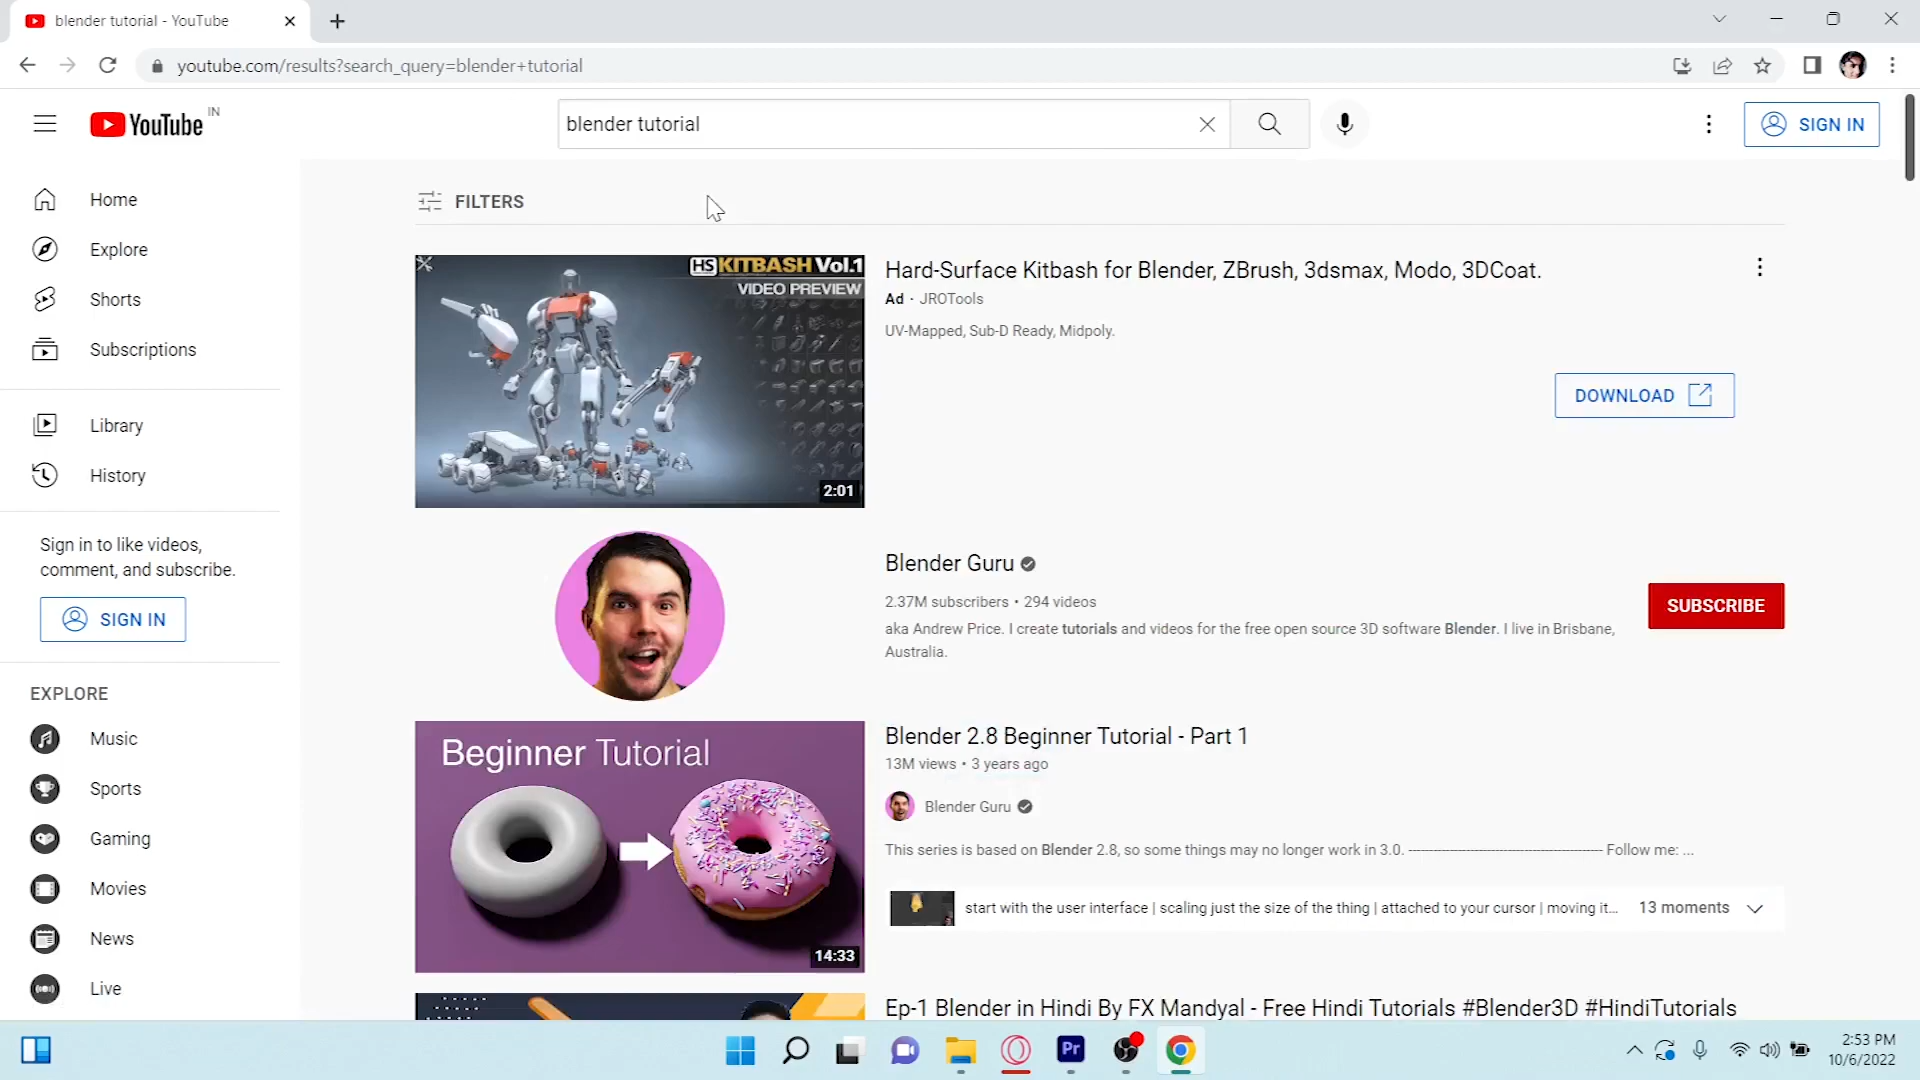 blender tutorial - YouTube
youtube.com/results?search_query=blender+tutorial
YouTube IN
blender tutorial
SIGN IN
Home
Explore
Shorts
Subscriptions
Library
History
Sign in to like videos,
comment, and subscribe.
SIGN IN
EXPLORE
Music
Sports
Gaming
Movies
News
Live
FILTERS
HS KITBASH Vol.1
VIDEO PREVIEW
2:01
Hard-Surface Kitbash for Blender, ZBrush, 3dsmax, Modo, 3DCoat.
Ad · JROTools
UV-Mapped, Sub-D Ready, Midpoly.
DOWNLOAD
Blender Guru
2.37M subscribers • 294 videos
aka Andrew Price. I create tutorials and videos for the free open source 3D software Blender. I live in Brisbane,
Australia.
SUBSCRIBE
Beginner Tutorial
14:33
Blender 2.8 Beginner Tutorial - Part 1
13M views • 3 years ago
Blender Guru
This series is based on Blender 2.8, so some things may no longer work in 3.0. ------------------------------------------- Follow me: ...
start with the user interface | scaling just the size of the thing | attached to your cursor | moving it...
13 moments
Ep-1 Blender in Hindi By FX Mandyal - Free Hindi Tutorials #Blender3D #HindiTutorials
Pr
2:53 PM
10/6/2022